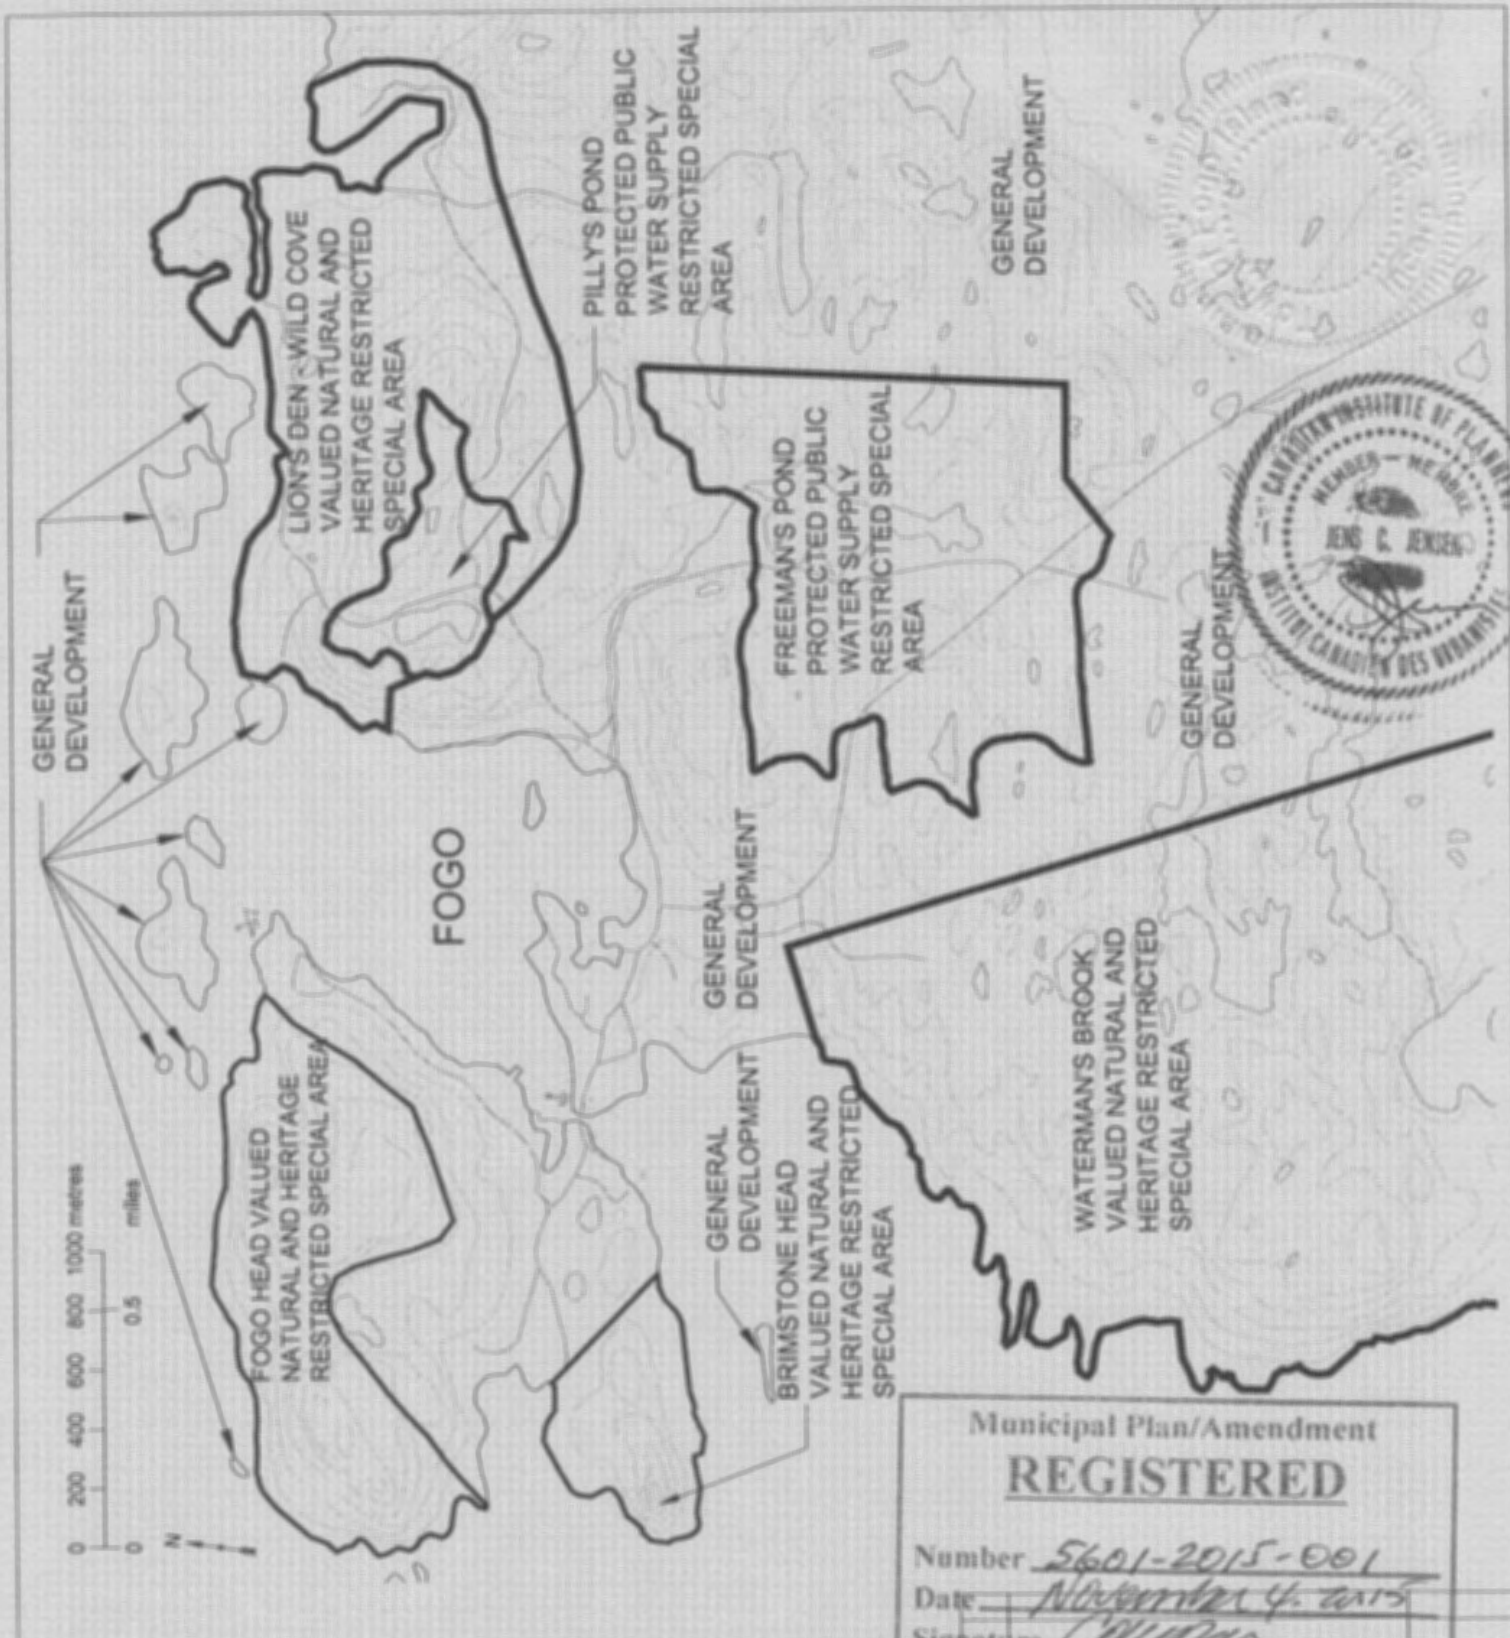 GENERAL
DEVELOPMENT
LION'S DEN - WILD COVE
VALUED NATURAL AND
HERITAGE RESTRICTED
SPECIAL AREA
PILLY'S POND
PROTECTED PUBLIC
WATER SUPPLY
RESTRICTED SPECIAL
AREA
GENERAL
DEVELOPMENT
FREEMAN'S POND
PROTECTED PUBLIC
WATER SUPPLY
RESTRICTED SPECIAL
AREA
FOGO
GENERAL
DEVELOPMENT
GENERAL
DEVELOPMENT
FOGO HEAD VALUED
NATURAL AND HERITAGE
RESTRICTED SPECIAL AREA
GENERAL
DEVELOPMENT
BRIMSTONE HEAD
VALUED NATURAL AND
HERITAGE RESTRICTED
SPECIAL AREA
WATERMAN'S BROOK
VALUED NATURAL AND
HERITAGE RESTRICTED
SPECIAL AREA
0 200 400 600 800 1000 metres
0 0.5 miles
N
CANADIAN INSTITUTE OF PLANNERS
MEMBER - MEMBRE
JENS C. JENSEN
INSTITUT CANADIEN DES URBANISTES
Municipal Plan/Amendment
REGISTERED
Number 5601-2015-001
Date November 4. 2015
Signature